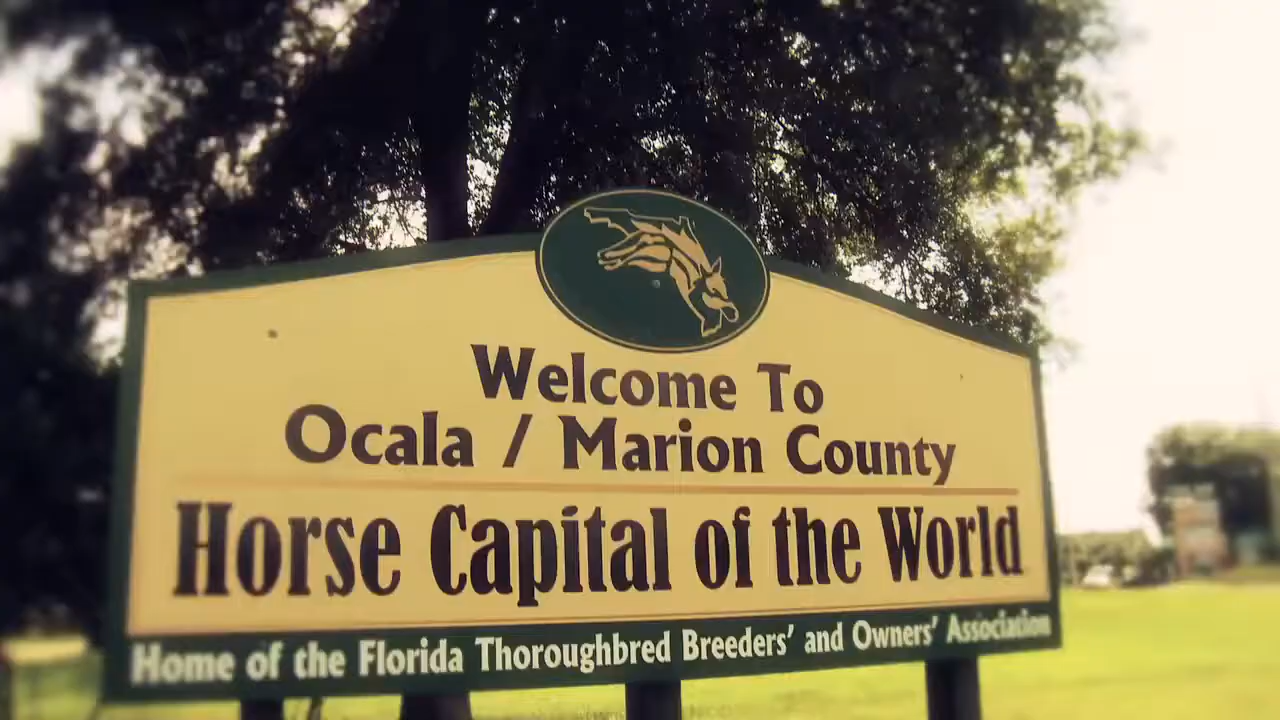 Welcome To
Ocala / Marion County
Horse Capital of the World
Home of the Florida Thoroughbred Breeders' and Owners' Association